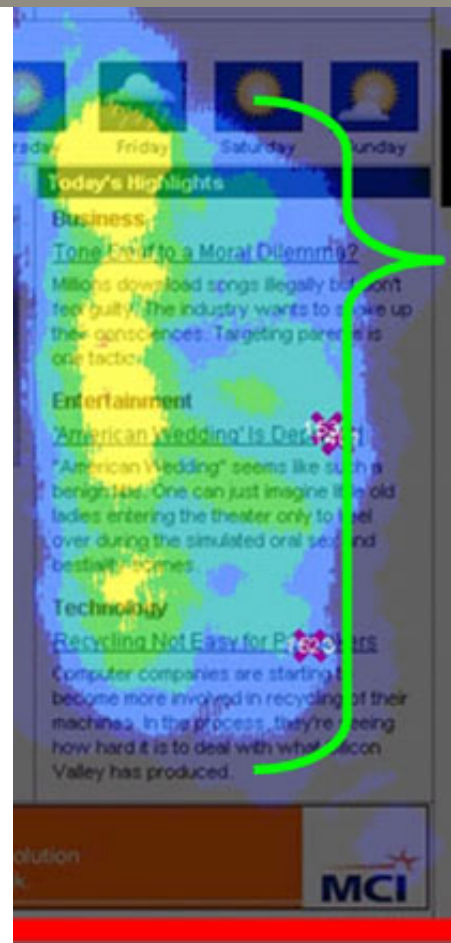 rsday Friday Saturday Sunday
Today's Highlights
Business
Tone Deaf to a Moral Dilemma?
Millions download songs illegally but don't
feel guilty. The industry wants to shake up
their consciences. Targeting parents is
one tactic.
Entertainment
'American Wedding' Is
"American Wedding" seems like such a
benign title. One can just imagine little old
ladies entering the theater only to keel
over during the simulated oral sex and
bestiality scenes.
Technology
Recycling Not Easy for
Computer companies are starting to
become more involved in recycling of their
machines. In the process, they're seeing
how hard it is to deal with what Silicon
Valley has produced.
olution
k.
MCI